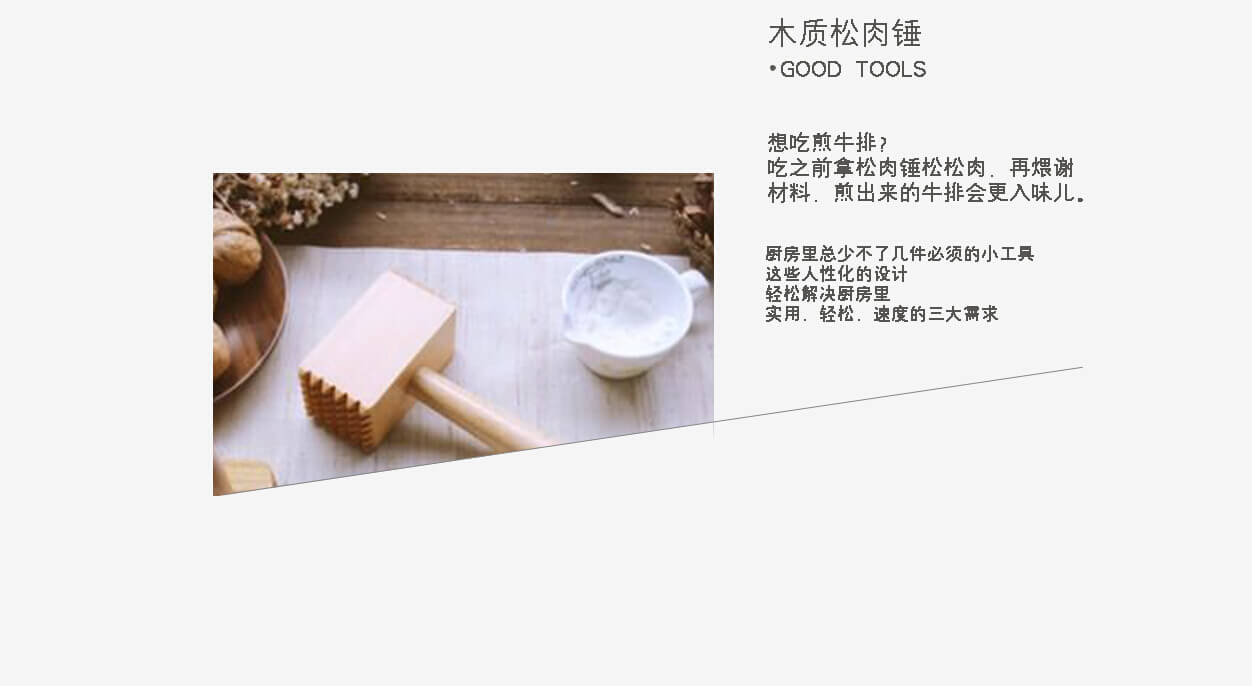 木质松肉锤
•GOOD TOOLS
想吃煎牛排?
吃之前拿松肉锤松松肉，再煨谢
材料，煎出来的牛排会更入味儿。
厨房里总少不了几件必须的小工具
这些人性化的设计
轻松解决厨房里
实用，轻松，速度的三大需求